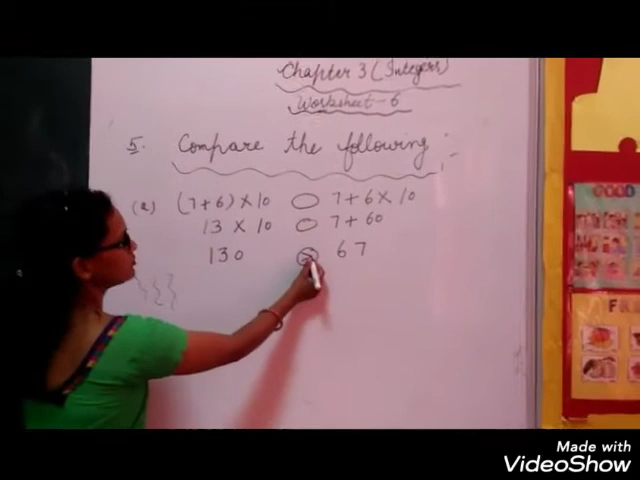 Chapter 3 (Integers)
Worksheet-6
5. Compare the following :-
(a) (7+6) × 10 ◯ 7 + 6 × 10
13 × 10 ◯ 7 + 60
130 > 67
GOOD
Made with
VideoShow